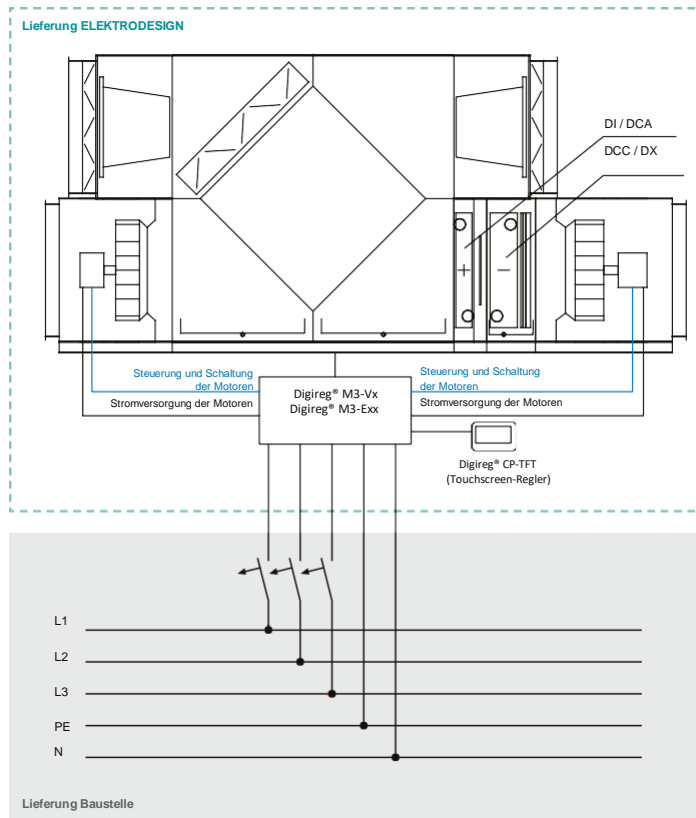 Lieferung ELEKTRODESIGN
DI / DCA
DCC / DX
+
−
Steuerung und Schaltung
der Motoren
Stromversorgung der Motoren
Digireg® M3-Vx
Digireg® M3-Exx
Steuerung und Schaltung
der Motoren
Stromversorgung der Motoren
Digireg® CP-TFT
(Touchscreen-Regler)
L1
L2
L3
PE
N
Lieferung Baustelle